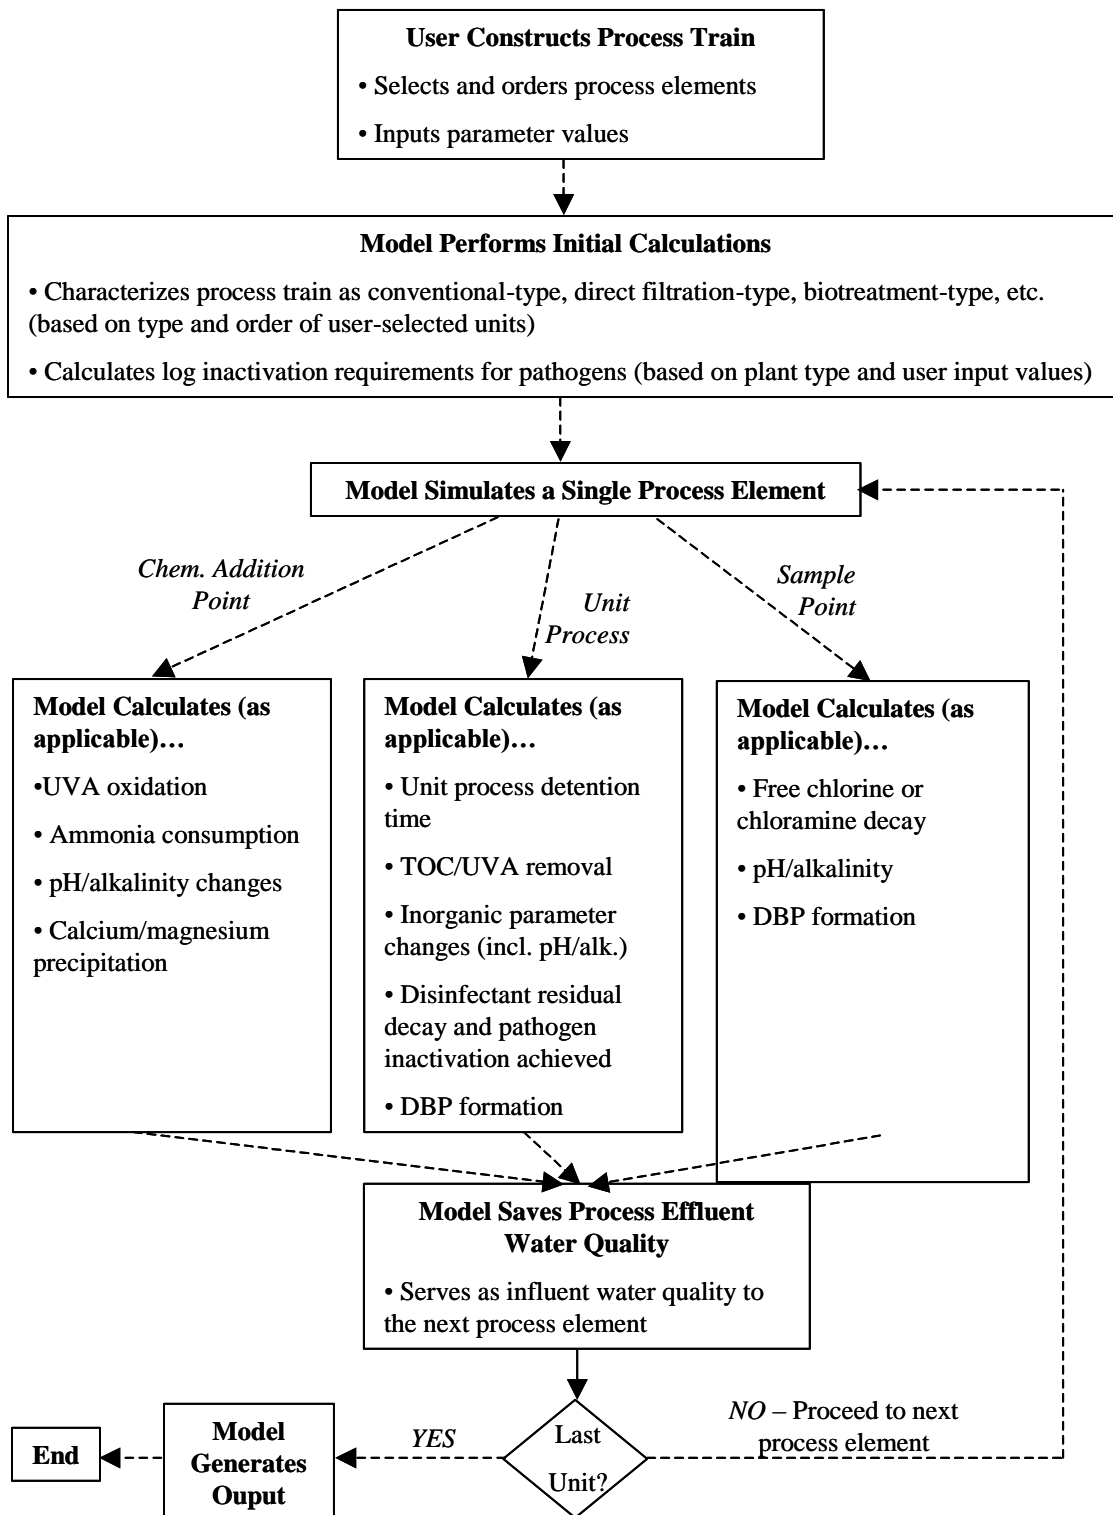 User Constructs Process Train
• Selects and orders process elements
• Inputs parameter values
Model Performs Initial Calculations
• Characterizes process train as conventional-type, direct filtration-type, biotreatment-type, etc.
(based on type and order of user-selected units)
• Calculates log inactivation requirements for pathogens (based on plant type and user input values)
Model Simulates a Single Process Element
Chem. Addition
Point
Unit
Process
Sample
Point
Model Calculates (as
applicable)…
•UVA oxidation
• Ammonia consumption
• pH/alkalinity changes
• Calcium/magnesium
precipitation
Model Calculates (as
applicable)…
• Unit process detention
time
• TOC/UVA removal
• Inorganic parameter
changes (incl. pH/alk.)
• Disinfectant residual
decay and pathogen
inactivation achieved
• DBP formation
Model Calculates (as
applicable)…
• Free chlorine or
chloramine decay
• pH/alkalinity
• DBP formation
Model Saves Process Effluent
Water Quality
• Serves as influent water quality to
the next process element
Last
Unit?
NO – Proceed to next
process element
YES
Model
Generates
Ouput
End